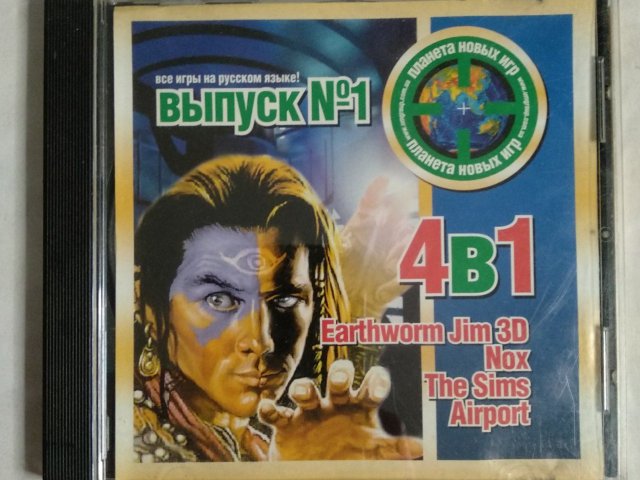 все игры на русском языке!
выпуск №1
планета новых игр
планета новых игр
4в1
Earthworm Jim 3D
Nox
The Sims
Airport